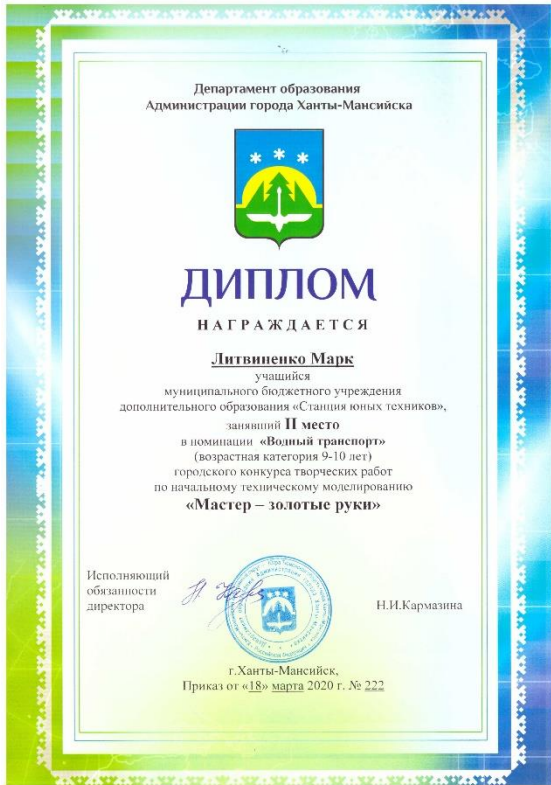 Департамент образования
Администрации города Ханты-Мансийска
ДИПЛОМ
НАГРАЖДАЕТСЯ
Литвиненко Марк
учащийся
муниципального бюджетного учреждения
дополнительного образования «Станция юных техников»,
занявший II место
в номинации «Водный транспорт»
(возрастная категория 9-10 лет)
городского конкурса творческих работ
по начальному техническому моделированию
«Мастер – золотые руки»
Исполняющий
обязанности
директора
Н.И.Кармазина
г.Ханты-Мансийск,
Приказ от «18» марта 2020 г. № 222